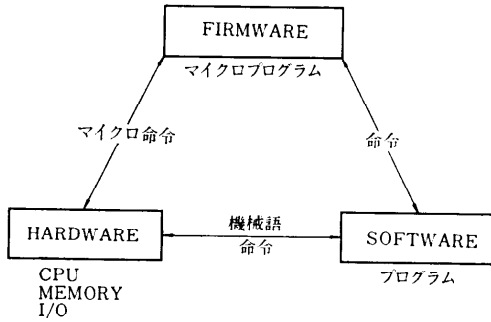 FIRMWARE
マイクロプログラム
マイクロ命令
命令
機械語
命令
HARDWARE
SOFTWARE
CPU
MEMORY
I/O
プログラム